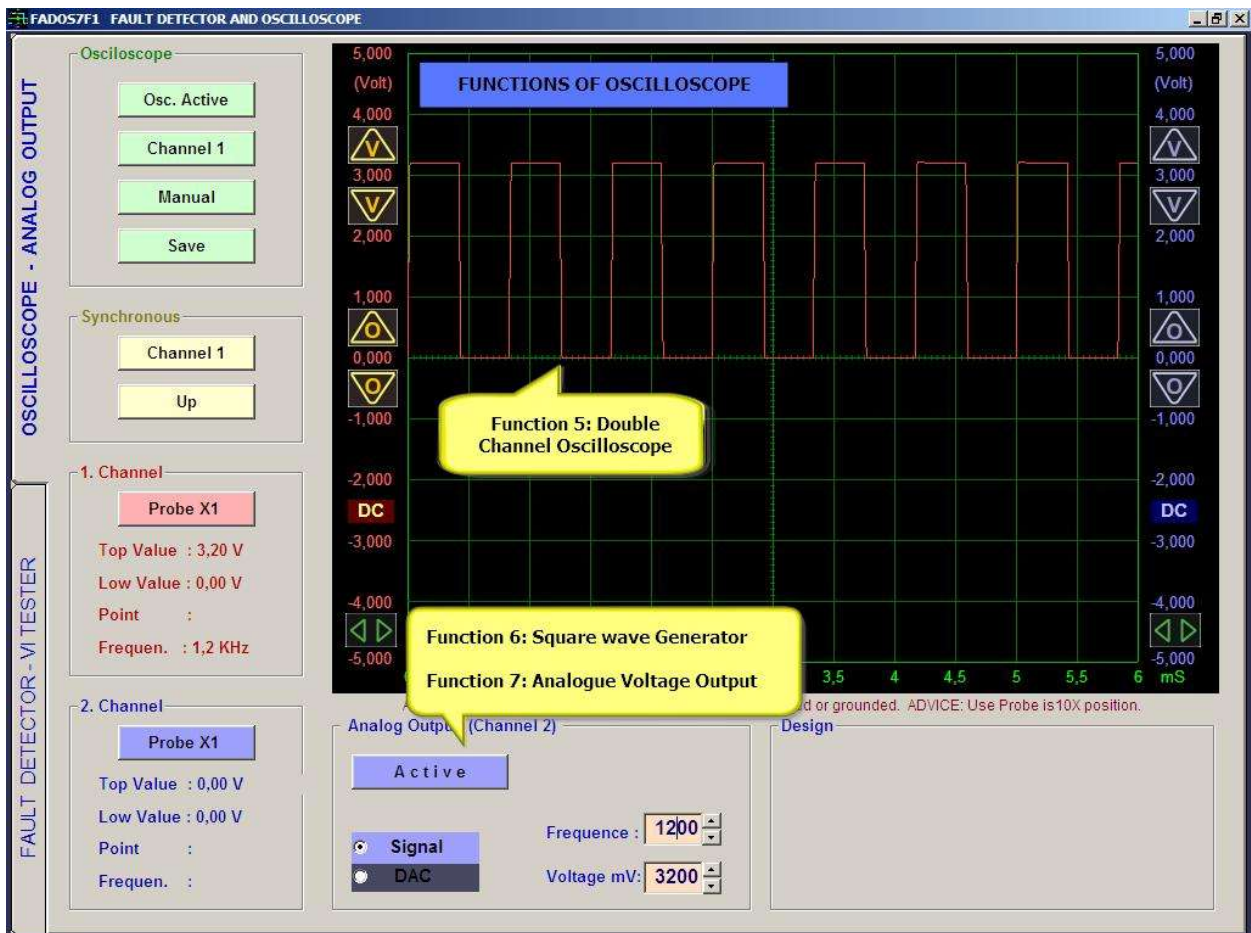 FADOS7F1 FAULT DETECTOR AND OSCILLOSCOPE
OSCILLOSCOPE - ANALOG OUTPUT
FAULT DETECTOR - VI TESTER
Osciloscope
Osc. Active
Channel 1
Manual
Save
Synchronous
Channel 1
Up
1. Channel
Probe X1
Top Value : 3,20 V
Low Value : 0,00 V
Point :
Frequen. : 1,2 KHz
2. Channel
Probe X1
Top Value : 0,00 V
Low Value : 0,00 V
Point :
Frequen. :
5,000
(Volt)
4,000
V
3,000
V
2,000
1,000
O
0,000
O
-1,000
-2,000
DC
-3,000
-4,000
-5,000
FUNCTIONS OF OSCILLOSCOPE
Function 5: Double
Channel Oscilloscope
Function 6: Square wave Generator
Function 7: Analogue Voltage Output
5,000
(Volt)
4,000
V
3,000
V
2,000
1,000
O
0,000
O
-1,000
-2,000
DC
-3,000
-4,000
-5,000
3,5 4 4,5 5 5,5 6 mS
or grounded. ADVICE: Use Probe is10X position.
Analog Output (Channel 2)
Active
Signal
DAC
Frequence : 1200
Voltage mV: 3200
Design